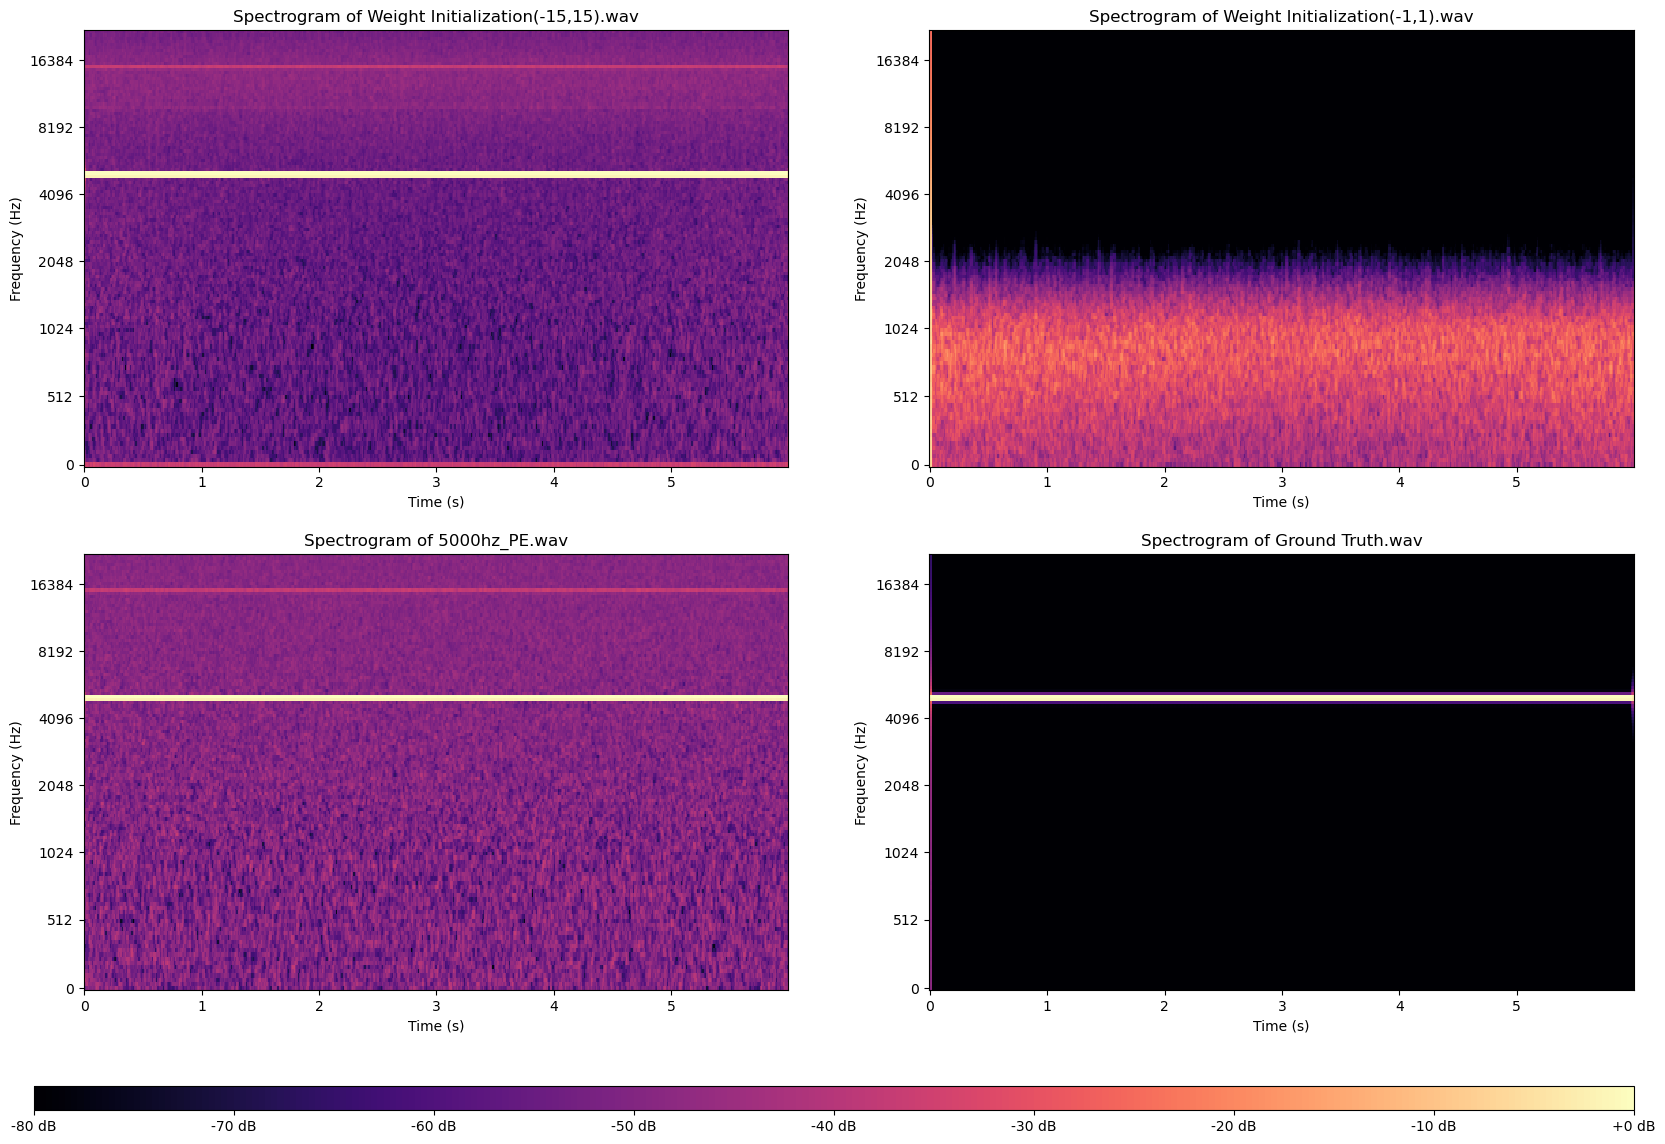 Spectrogram of Weight Initialization(-15,15).wav
16384
8192
4096
2048
1024
512
0
Frequency (Hz)
0 1 2 3 4 5
Time (s)
Spectrogram of Weight Initialization(-1,1).wav
16384
8192
4096
2048
1024
512
0
Frequency (Hz)
0 1 2 3 4 5
Time (s)
Spectrogram of 5000hz_PE.wav
16384
8192
4096
2048
1024
512
0
Frequency (Hz)
0 1 2 3 4 5
Time (s)
Spectrogram of Ground Truth.wav
16384
8192
4096
2048
1024
512
0
Frequency (Hz)
0 1 2 3 4 5
Time (s)
-80 dB -70 dB -60 dB -50 dB -40 dB -30 dB -20 dB -10 dB +0 dB